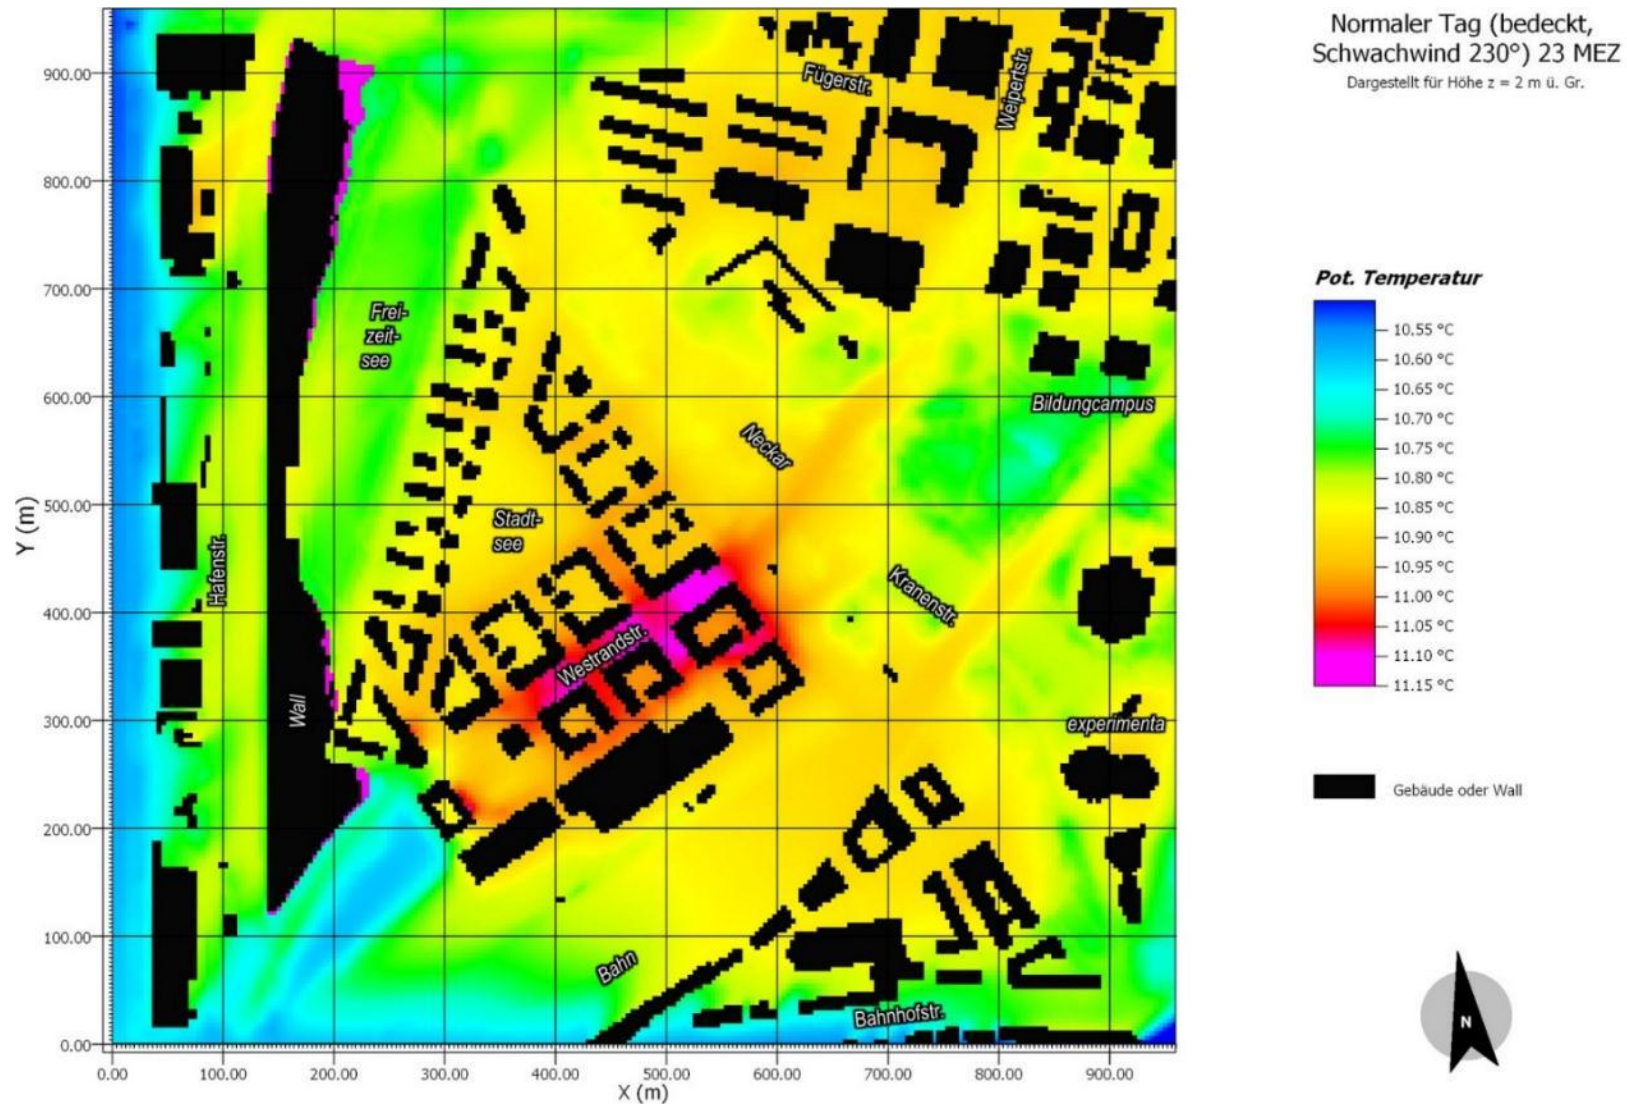 Normaler Tag (bedeckt,
Schwachwind 230°) 23 MEZ
Dargestellt für Höhe z = 2 m ü. Gr.
Pot. Temperatur
10.55 °C
10.60 °C
10.65 °C
10.70 °C
10.75 °C
10.80 °C
10.85 °C
10.90 °C
10.95 °C
11.00 °C
11.05 °C
11.10 °C
11.15 °C
Gebäude oder Wall
N
Y (m)
900.00
800.00
700.00
600.00
500.00
400.00
300.00
200.00
100.00
0.00
0.00
100.00
200.00
300.00
400.00
500.00
600.00
700.00
800.00
900.00
X (m)
Fügerstr.
Weipertstr.
Frei-
zeit-
see
Bildungcampus
Neckar
Stadt-
see
Hafenstr.
Kranenstr.
Westrandstr.
Wall
experimenta
Bahn
Bahnhofstr.